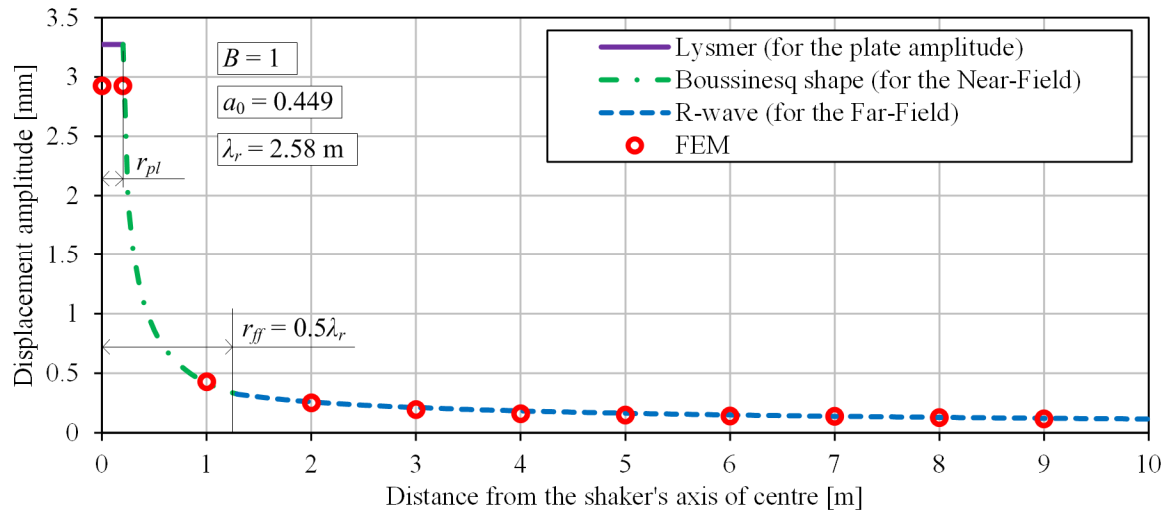 3.5
3
2.5
2
1.5
1
0.5
0
Displacement amplitude [mm]
B = 1
a0 = 0.449
λr = 2.58 m
rpl
rff = 0.5λr
Lysmer (for the plate amplitude)
Boussinesq shape (for the Near-Field)
R-wave (for the Far-Field)
FEM
0 1 2 3 4 5 6 7 8 9 10
Distance from the shaker's axis of centre [m]